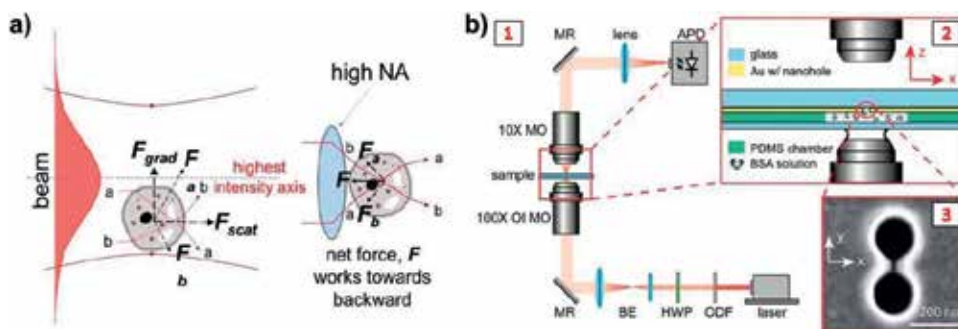 a)
beam
F_grad
F
a
b
highest
intensity axis
a
F_scat
b
a
F
b
high NA
b
F_a
a
F
F_b
a
b
net force, F
works towards
backward
b)
1
MR
lens
APD
10X MO
sample
100X OI MO
MR
BE
HWP
ODF
laser
2
glass
Au w/ nanohole
PDMS chamber
BSA solution
z
x
3
y
x
200 nm